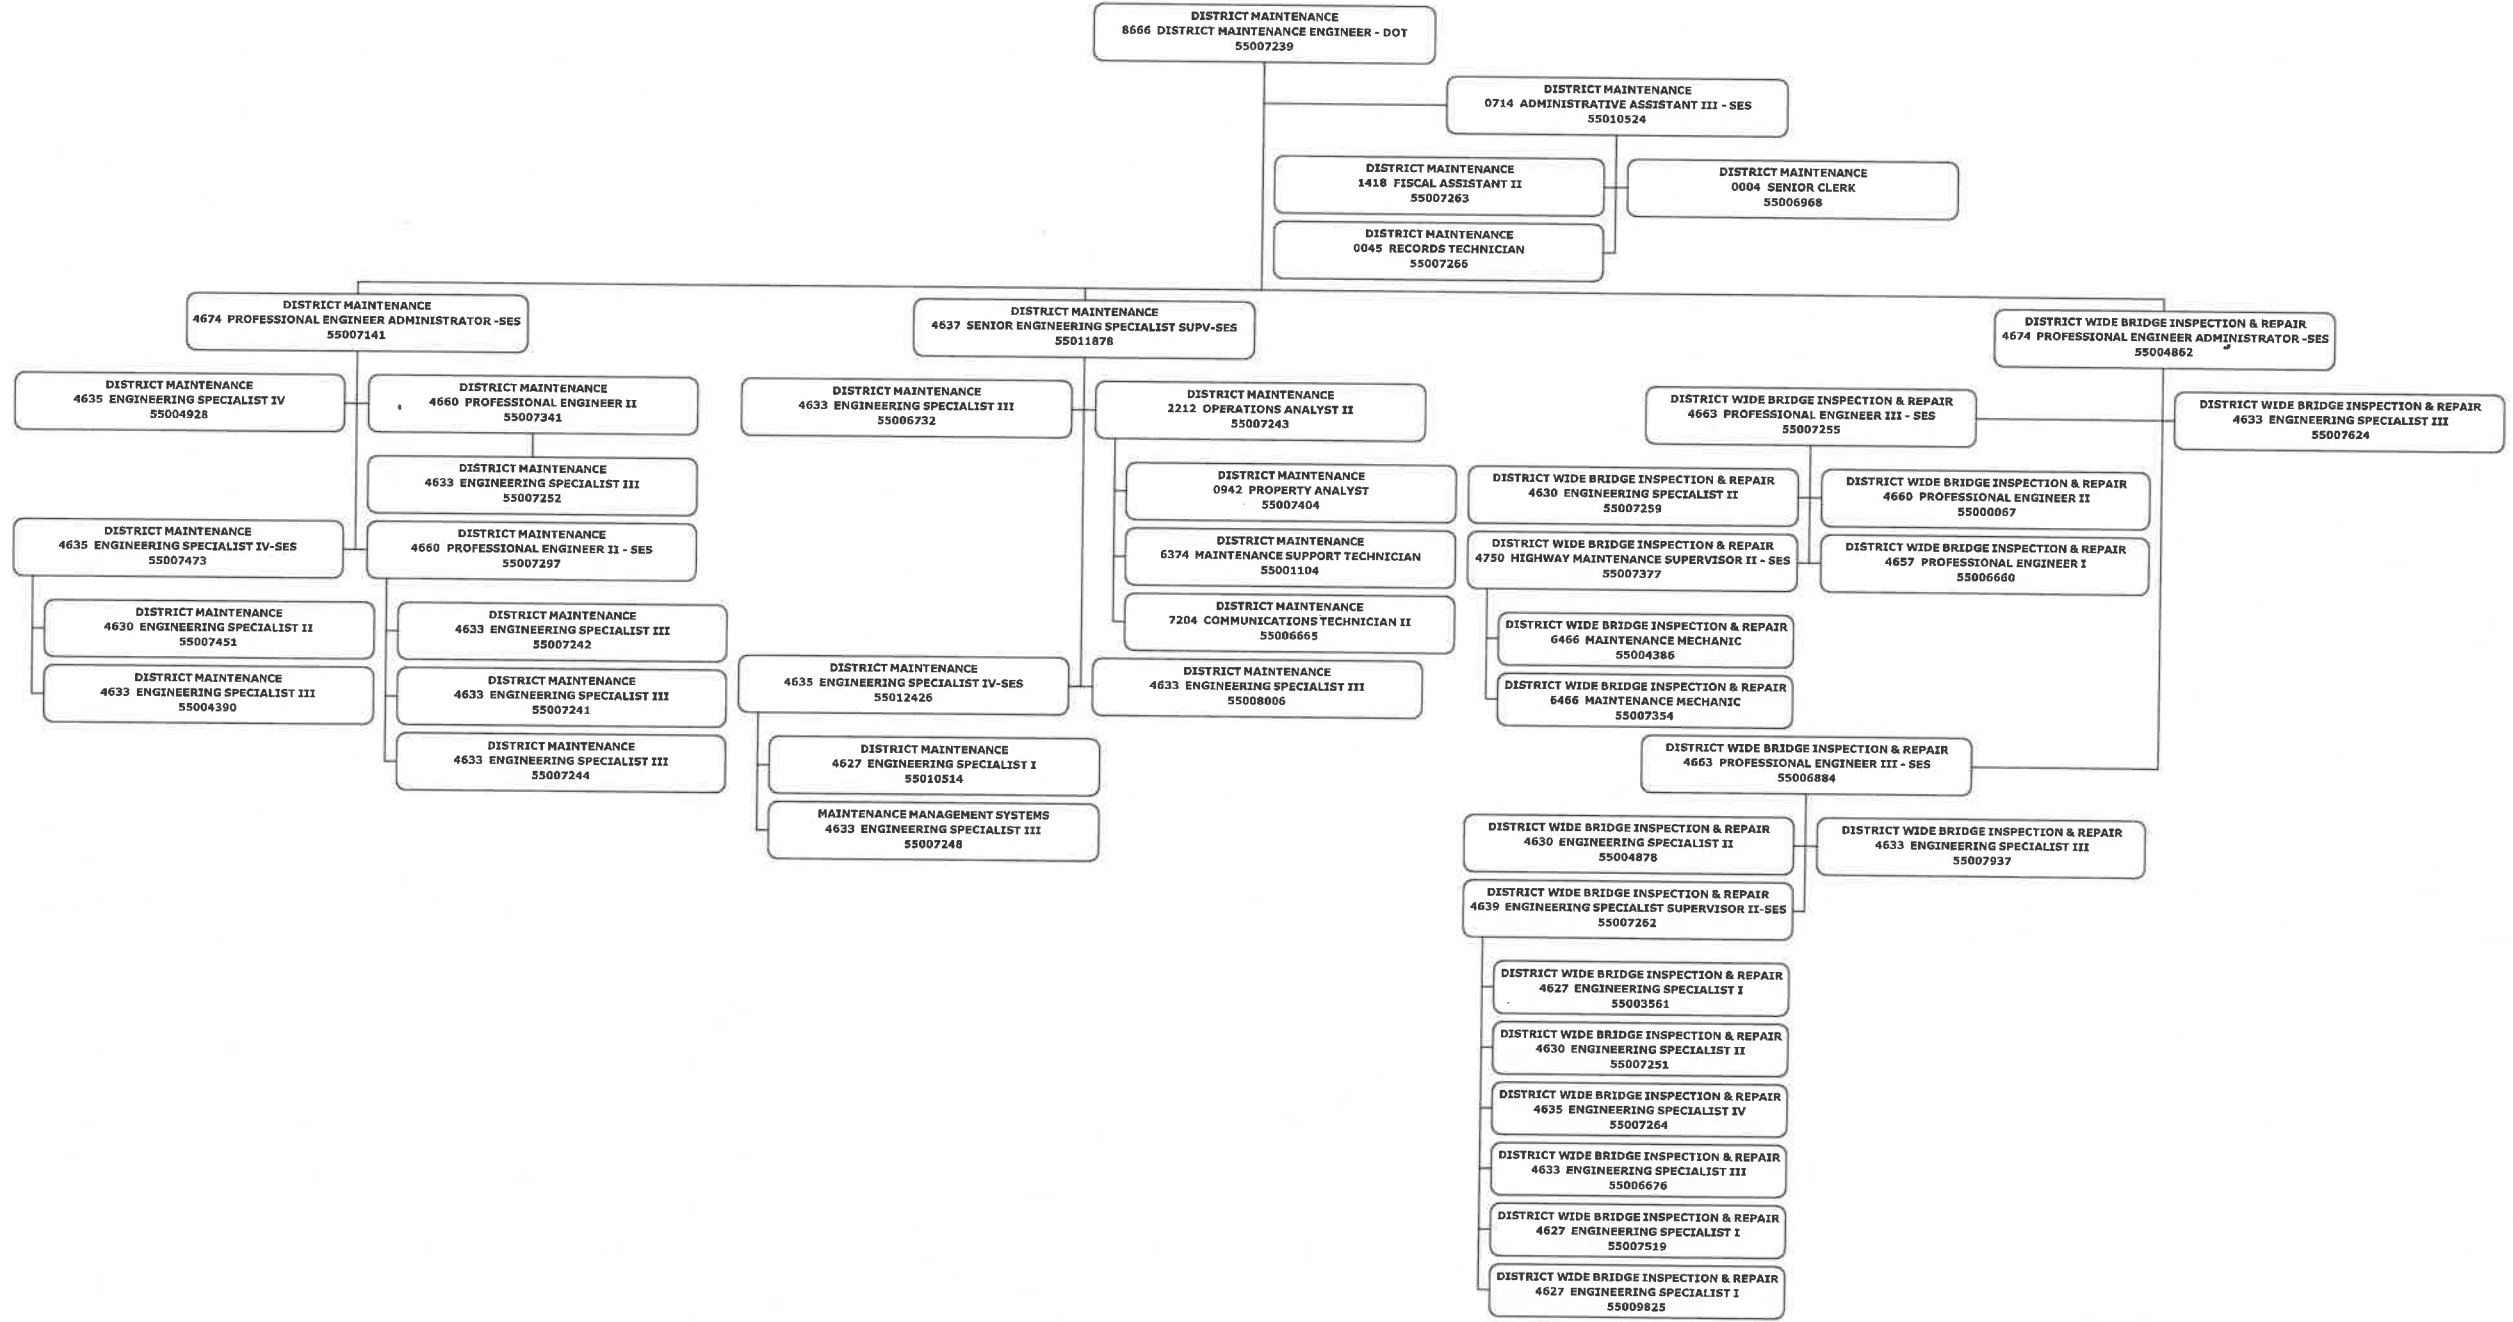 DISTRICT MAINTENANCE
8666 DISTRICT MAINTENANCE ENGINEER - DOT
55007239
DISTRICT MAINTENANCE
0714 ADMINISTRATIVE ASSISTANT III - SES
55010524
DISTRICT MAINTENANCE
1418 FISCAL ASSISTANT II
55007263
DISTRICT MAINTENANCE
0004 SENIOR CLERK
55006968
DISTRICT MAINTENANCE
0045 RECORDS TECHNICIAN
55007266
DISTRICT MAINTENANCE
4674 PROFESSIONAL ENGINEER ADMINISTRATOR -SES
55007141
DISTRICT MAINTENANCE
4635 ENGINEERING SPECIALIST IV
55004928
DISTRICT MAINTENANCE
4660 PROFESSIONAL ENGINEER II
55007341
DISTRICT MAINTENANCE
4633 ENGINEERING SPECIALIST III
55007252
DISTRICT MAINTENANCE
4635 ENGINEERING SPECIALIST IV-SES
55007473
DISTRICT MAINTENANCE
4630 ENGINEERING SPECIALIST II
55007451
DISTRICT MAINTENANCE
4633 ENGINEERING SPECIALIST III
55004390
DISTRICT MAINTENANCE
4660 PROFESSIONAL ENGINEER II - SES
55007297
DISTRICT MAINTENANCE
4633 ENGINEERING SPECIALIST III
55007242
DISTRICT MAINTENANCE
4633 ENGINEERING SPECIALIST III
55007241
DISTRICT MAINTENANCE
4633 ENGINEERING SPECIALIST III
55007244
DISTRICT MAINTENANCE
4637 SENIOR ENGINEERING SPECIALIST SUPV-SES
55011878
DISTRICT MAINTENANCE
4633 ENGINEERING SPECIALIST III
55006732
DISTRICT MAINTENANCE
2212 OPERATIONS ANALYST II
55007243
DISTRICT MAINTENANCE
0942 PROPERTY ANALYST
55007404
DISTRICT MAINTENANCE
6374 MAINTENANCE SUPPORT TECHNICIAN
55001104
DISTRICT MAINTENANCE
7204 COMMUNICATIONS TECHNICIAN II
55006665
DISTRICT MAINTENANCE
4635 ENGINEERING SPECIALIST IV-SES
55012426
DISTRICT MAINTENANCE
4633 ENGINEERING SPECIALIST III
55008006
DISTRICT MAINTENANCE
4627 ENGINEERING SPECIALIST I
55010514
MAINTENANCE MANAGEMENT SYSTEMS
4633 ENGINEERING SPECIALIST III
55007248
DISTRICT WIDE BRIDGE INSPECTION & REPAIR
4674 PROFESSIONAL ENGINEER ADMINISTRATOR -SES
55004862
DISTRICT WIDE BRIDGE INSPECTION & REPAIR
4663 PROFESSIONAL ENGINEER III - SES
55007255
DISTRICT WIDE BRIDGE INSPECTION & REPAIR
4633 ENGINEERING SPECIALIST III
55007624
DISTRICT WIDE BRIDGE INSPECTION & REPAIR
4630 ENGINEERING SPECIALIST II
55007259
DISTRICT WIDE BRIDGE INSPECTION & REPAIR
4660 PROFESSIONAL ENGINEER II
55000067
DISTRICT WIDE BRIDGE INSPECTION & REPAIR
4750 HIGHWAY MAINTENANCE SUPERVISOR II - SES
55007377
DISTRICT WIDE BRIDGE INSPECTION & REPAIR
4657 PROFESSIONAL ENGINEER I
55006660
DISTRICT WIDE BRIDGE INSPECTION & REPAIR
6466 MAINTENANCE MECHANIC
55004386
DISTRICT WIDE BRIDGE INSPECTION & REPAIR
6466 MAINTENANCE MECHANIC
55007354
DISTRICT WIDE BRIDGE INSPECTION & REPAIR
4663 PROFESSIONAL ENGINEER III - SES
55006884
DISTRICT WIDE BRIDGE INSPECTION & REPAIR
4630 ENGINEERING SPECIALIST II
55004878
DISTRICT WIDE BRIDGE INSPECTION & REPAIR
4633 ENGINEERING SPECIALIST III
55007937
DISTRICT WIDE BRIDGE INSPECTION & REPAIR
4639 ENGINEERING SPECIALIST SUPERVISOR II-SES
55007262
DISTRICT WIDE BRIDGE INSPECTION & REPAIR
4627 ENGINEERING SPECIALIST I
55003561
DISTRICT WIDE BRIDGE INSPECTION & REPAIR
4630 ENGINEERING SPECIALIST II
55007251
DISTRICT WIDE BRIDGE INSPECTION & REPAIR
4635 ENGINEERING SPECIALIST IV
55007264
DISTRICT WIDE BRIDGE INSPECTION & REPAIR
4633 ENGINEERING SPECIALIST III
55006676
DISTRICT WIDE BRIDGE INSPECTION & REPAIR
4627 ENGINEERING SPECIALIST I
55007519
DISTRICT WIDE BRIDGE INSPECTION & REPAIR
4627 ENGINEERING SPECIALIST I
55009825